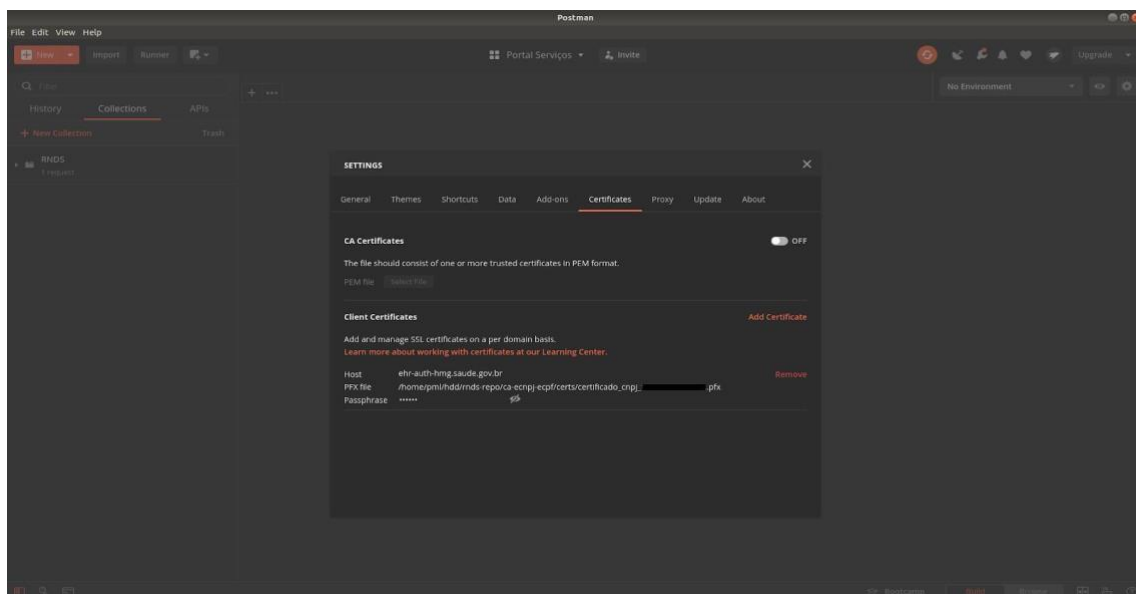 Postman
File Edit View Help
New Import Runner Portal Serviços Invite Upgrade
Filter No Environment
History Collections APIs
+ New Collection Trash
RNDS
1 request
SETTINGS
General Themes Shortcuts Data Add-ons Certificates Proxy Update About
CA Certificates OFF
The file should consist of one or more trusted certificates in PEM format.
PEM file Select File
Client Certificates Add Certificate
Add and manage SSL certificates on a per domain basis.
Learn more about working with certificates at our Learning Center.
Host ehr-auth-hmg.saude.gov.br Remove
PFX file /home/pml/hdd/rnds-repo/ca-ecnpj-ecpf/certs/certificado_cnpj_ .pfx
Passphrase ••••••
Bootcamp Build Browse